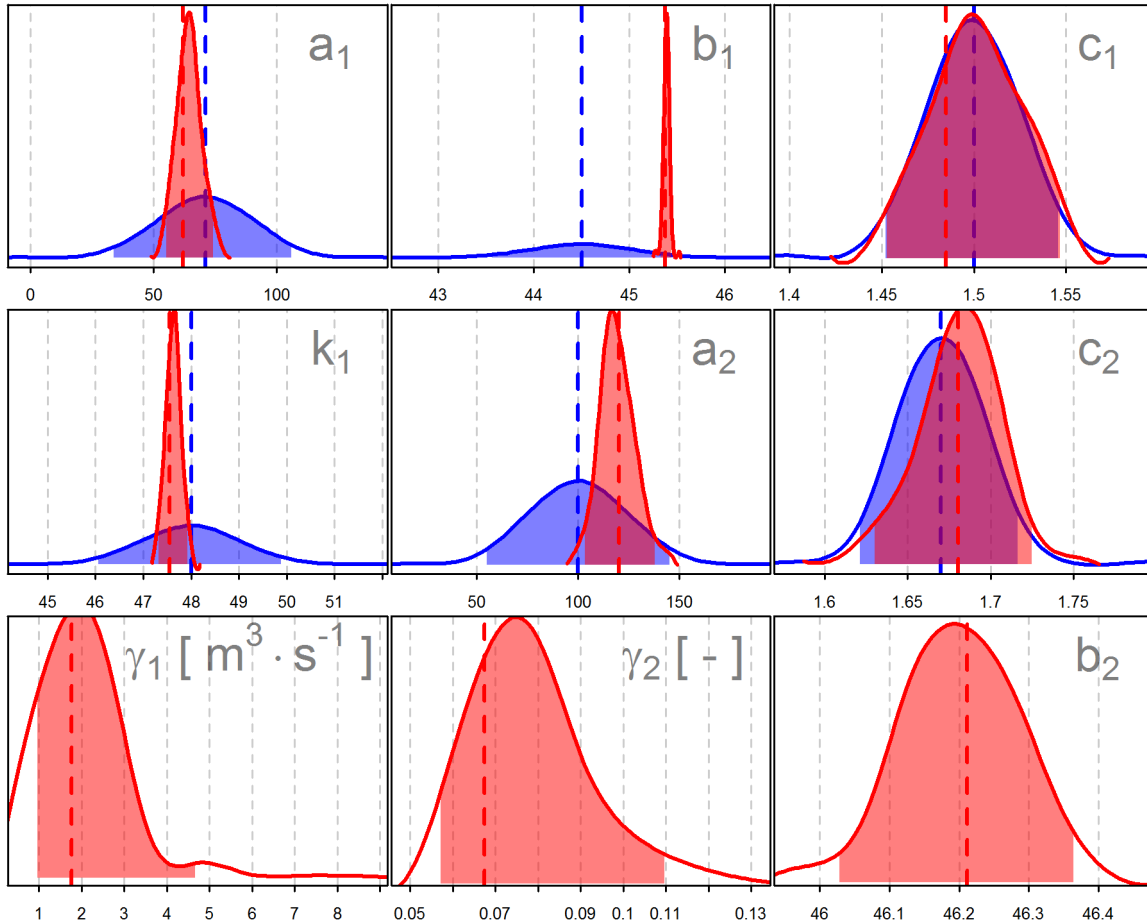 a₁
b₁
c₁
0 50 100
43 44 45 46
1.4 1.45 1.5 1.55
k₁
a₂
c₂
45 46 47 48 49 50 51
50 100 150
1.6 1.65 1.7 1.75
γ₁ [ m³ · s⁻¹ ]
γ₂ [ - ]
b₂
1 2 3 4 5 6 7 8
0.05 0.07 0.09 0.1 0.11 0.13
46 46.1 46.2 46.3 46.4